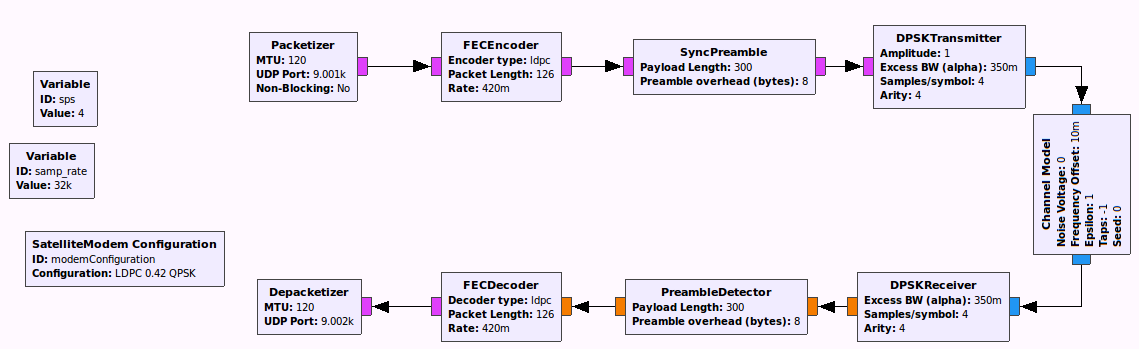 Variable
ID: sps
Value: 4
Variable
ID: samp_rate
Value: 32k
SatelliteModem Configuration
ID: modemConfiguration
Configuration: LDPC 0.42 QPSK
Packetizer
MTU: 120
UDP Port: 9.001k
Non-Blocking: No
FECEncoder
Encoder type: ldpc
Packet Length: 126
Rate: 420m
SyncPreamble
Payload Length: 300
Preamble overhead (bytes): 8
DPSKTransmitter
Amplitude: 1
Excess BW (alpha): 350m
Samples/symbol: 4
Arity: 4
Channel Model
Noise Voltage: 0
Frequency Offset: 10m
Epsilon: 1
Taps: -1
Seed: 0
DPSKReceiver
Excess BW (alpha): 350m
Samples/symbol: 4
Arity: 4
PreambleDetector
Payload Length: 300
Preamble overhead (bytes): 8
FECDecoder
Decoder type: ldpc
Packet Length: 126
Rate: 420m
Depacketizer
MTU: 120
UDP Port: 9.002k